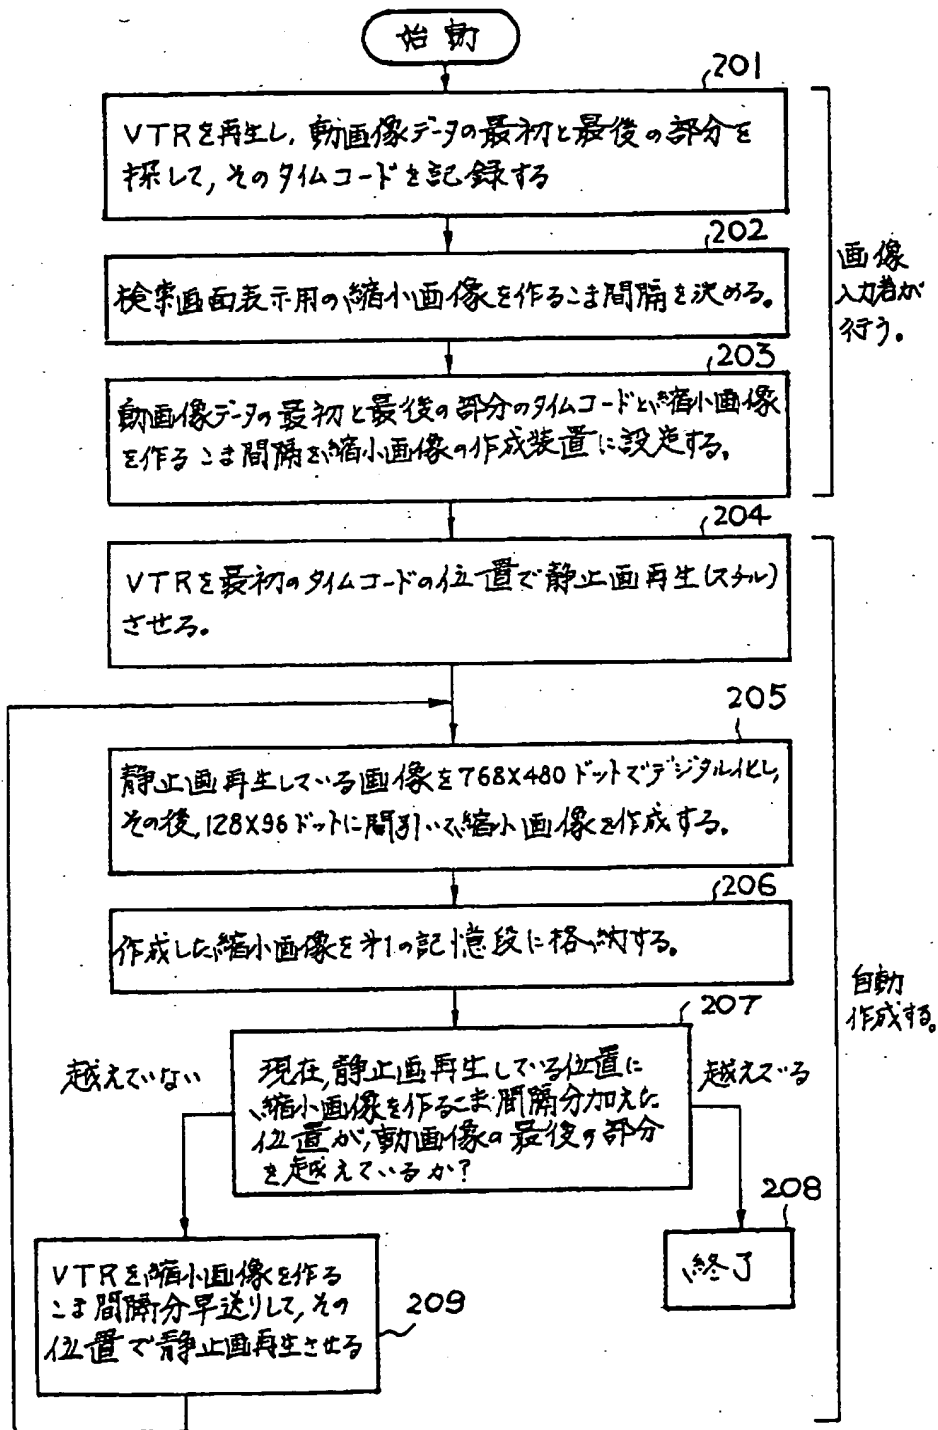 始動
201
VTRを再生し、動画像データの最初と最後の部分を
探して,そのタイムコードを記録する
202
検索画面表示用の縮小画像を作るこま間隔を決める。
203
動画像データの最初と最後の部分のタイムコードと縮小画像
を作るこま間隔を縮小画像の作成装置に設定する。
画像
入力者が
行う。
204
VTRを最初のタイムコードの位置で静止画再生(スチル)
させる。
205
静止画再生している画像を768X480ドットでデジタル化し,
その後,128X96ドットに間引いて縮小画像を作成する。
206
作成した縮小画像を第1の記憶段に格納する。
207
現在,静止画再生している位置に
縮小画像を作るこま間隔分加えた
位置が,動画像の最後の部分
を越えているか?
越えていない
越えている
208
終了
VTRを縮小画像を作る
こま間隔分早送りして,その
位置で静止画再生させる
209
自動
作成する。